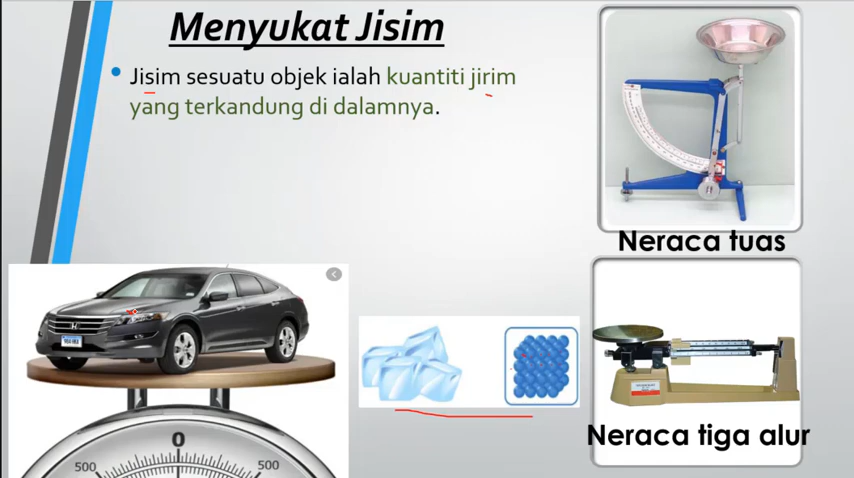 Menyukat Jisim
Jisim sesuatu objek ialah kuantiti jirim
yang terkandung di dalamnya.
Neraca tuas
0
500
500
Neraca tiga alur